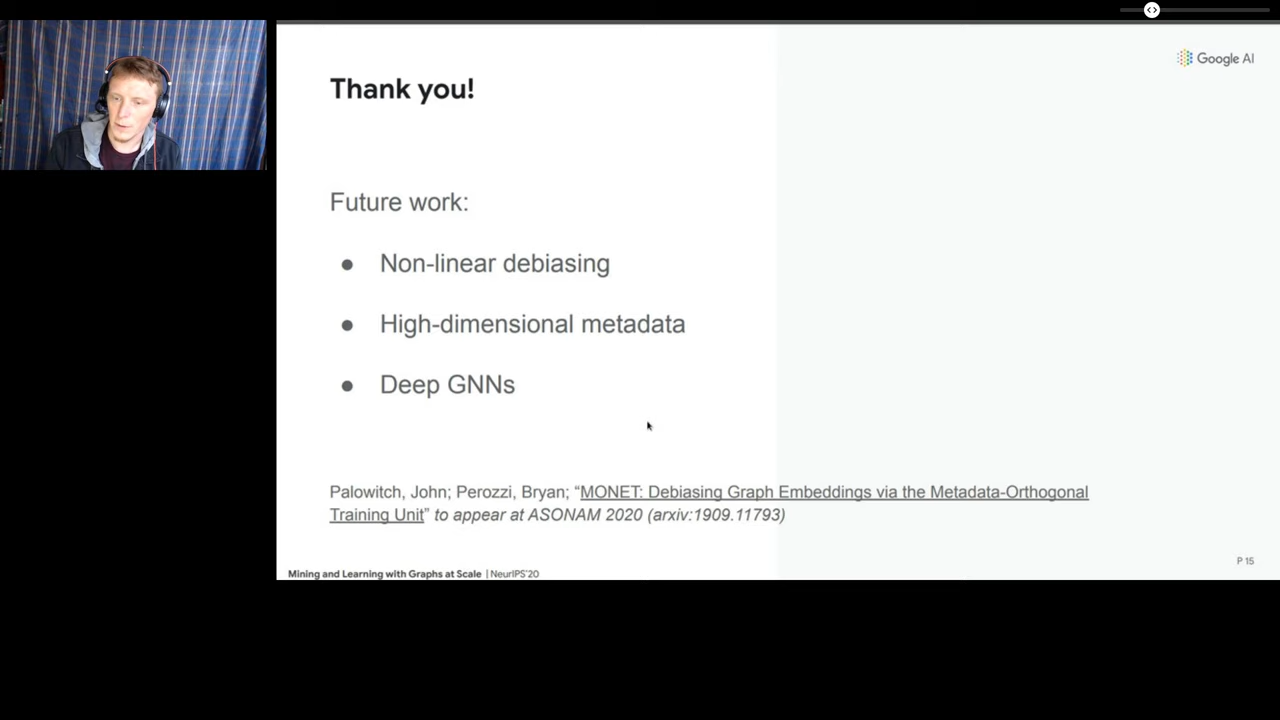 Google AI
Thank you!
Future work:
● Non-linear debiasing
● High-dimensional metadata
● Deep GNNs
Palowitch, John; Perozzi, Bryan; “MONET: Debiasing Graph Embeddings via the Metadata-Orthogonal
Training Unit” to appear at ASONAM 2020 (arxiv:1909.11793)
P 15
Mining and Learning with Graphs at Scale | NeurIPS'20